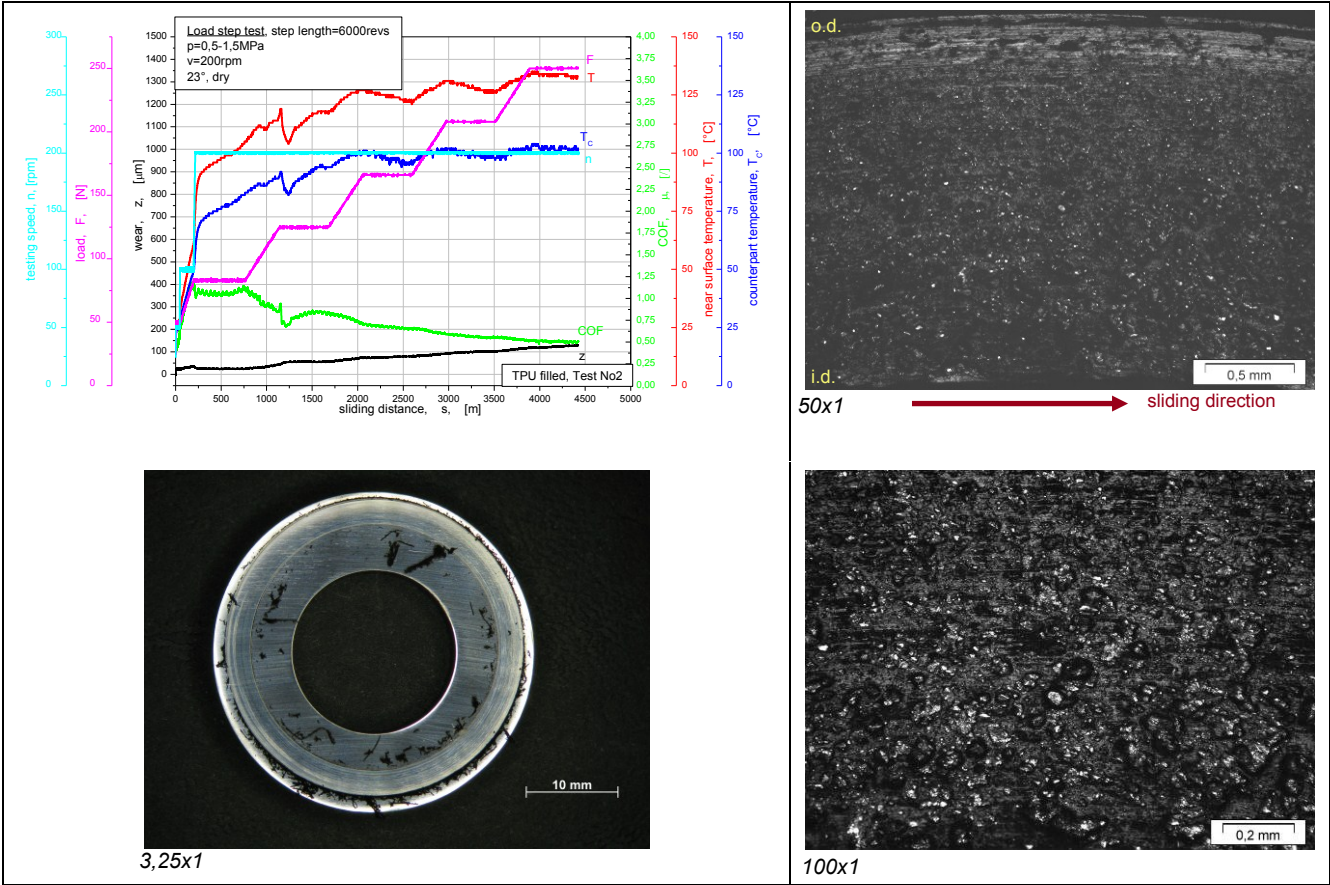 Load step test, step length=6000revs
p=0,5-1,5MPa
v=200rpm
23°, dry
300
250
200
150
100
50
0
testing speed, n, [rpm]
250
200
150
100
50
0
load, F, [N]
1500
1400
1300
1200
1100
1000
900
800
700
600
500
400
300
200
100
0
wear, z, [µm]
0
500
1000
1500
2000
2500
3000
3500
4000
4500
5000
sliding distance, s, [m]
F
T
Tc
n
COF
z
TPU filled, Test No2
4,00
3,75
3,50
3,25
3,00
2,75
2,50
2,25
2,00
1,75
1,50
1,25
1,00
0,75
0,50
0,25
0,00
COF, µ, [/]
150
125
100
75
50
25
0
near surface temperature, T, [°C]
150
125
100
75
50
25
0
counterpart temperature, Tc, [°C]
o.d.
i.d.
0,5 mm
50x1
sliding direction
10 mm
3,25x1
0,2 mm
100x1